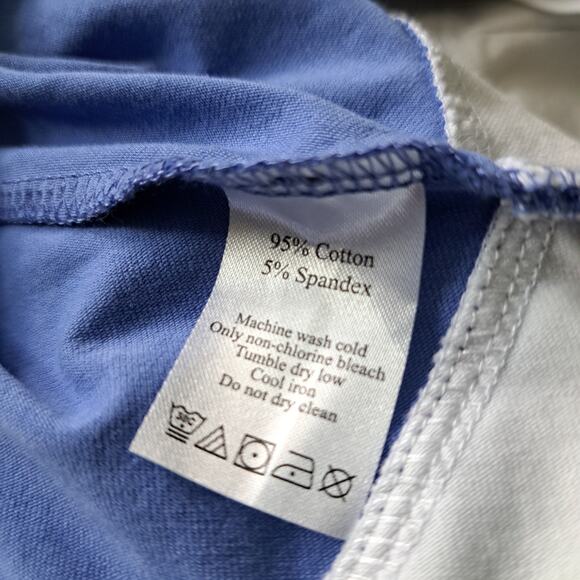 95% Cotton
5% Spandex
Machine wash cold
Only non-chlorine bleach
Tumble dry low
Cool iron
Do not dry clean
30C